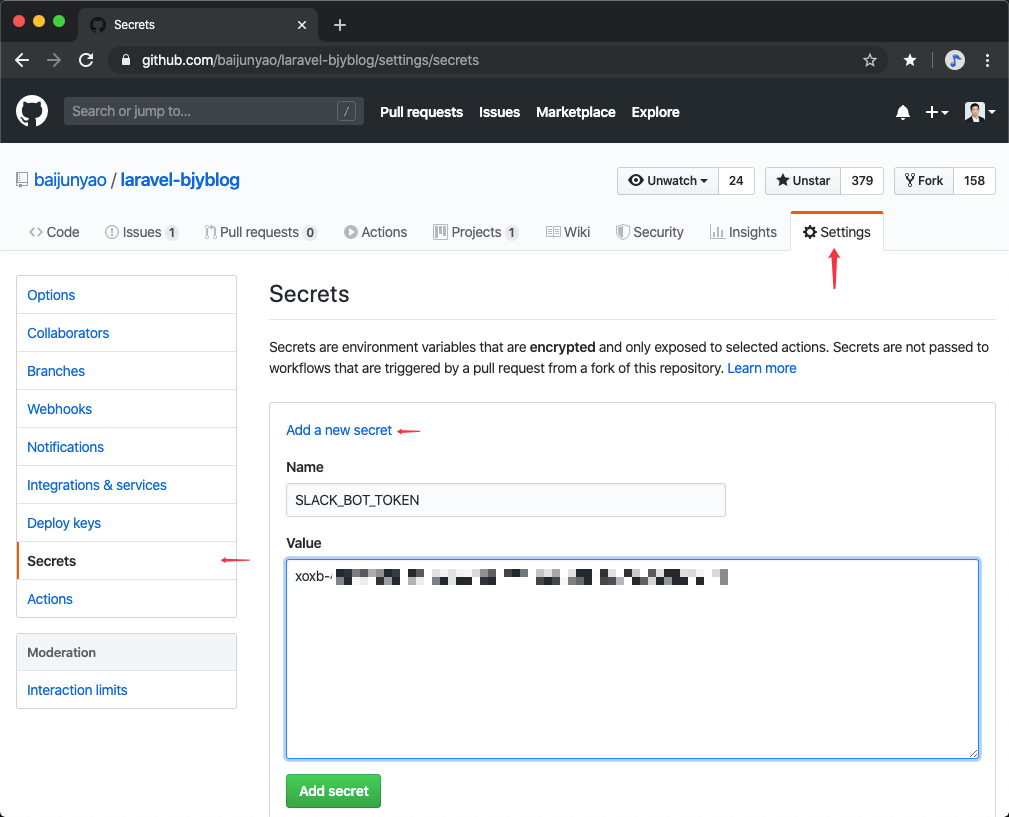 Secrets
github.com/baijunyao/laravel-bjyblog/settings/secrets
Search or jump to... /
Pull requests Issues Marketplace Explore
baijunyao / laravel-bjyblog
Unwatch 24 Unstar 379 Fork 158
Code Issues 1 Pull requests 0 Actions Projects 1 Wiki Security Insights Settings
Options
Collaborators
Branches
Webhooks
Notifications
Integrations & services
Deploy keys
Secrets
Actions
Moderation
Interaction limits
Secrets
Secrets are environment variables that are encrypted and only exposed to selected actions. Secrets are not passed to
workflows that are triggered by a pull request from a fork of this repository. Learn more
Add a new secret
Name
SLACK_BOT_TOKEN
Value
xoxb-
Add secret